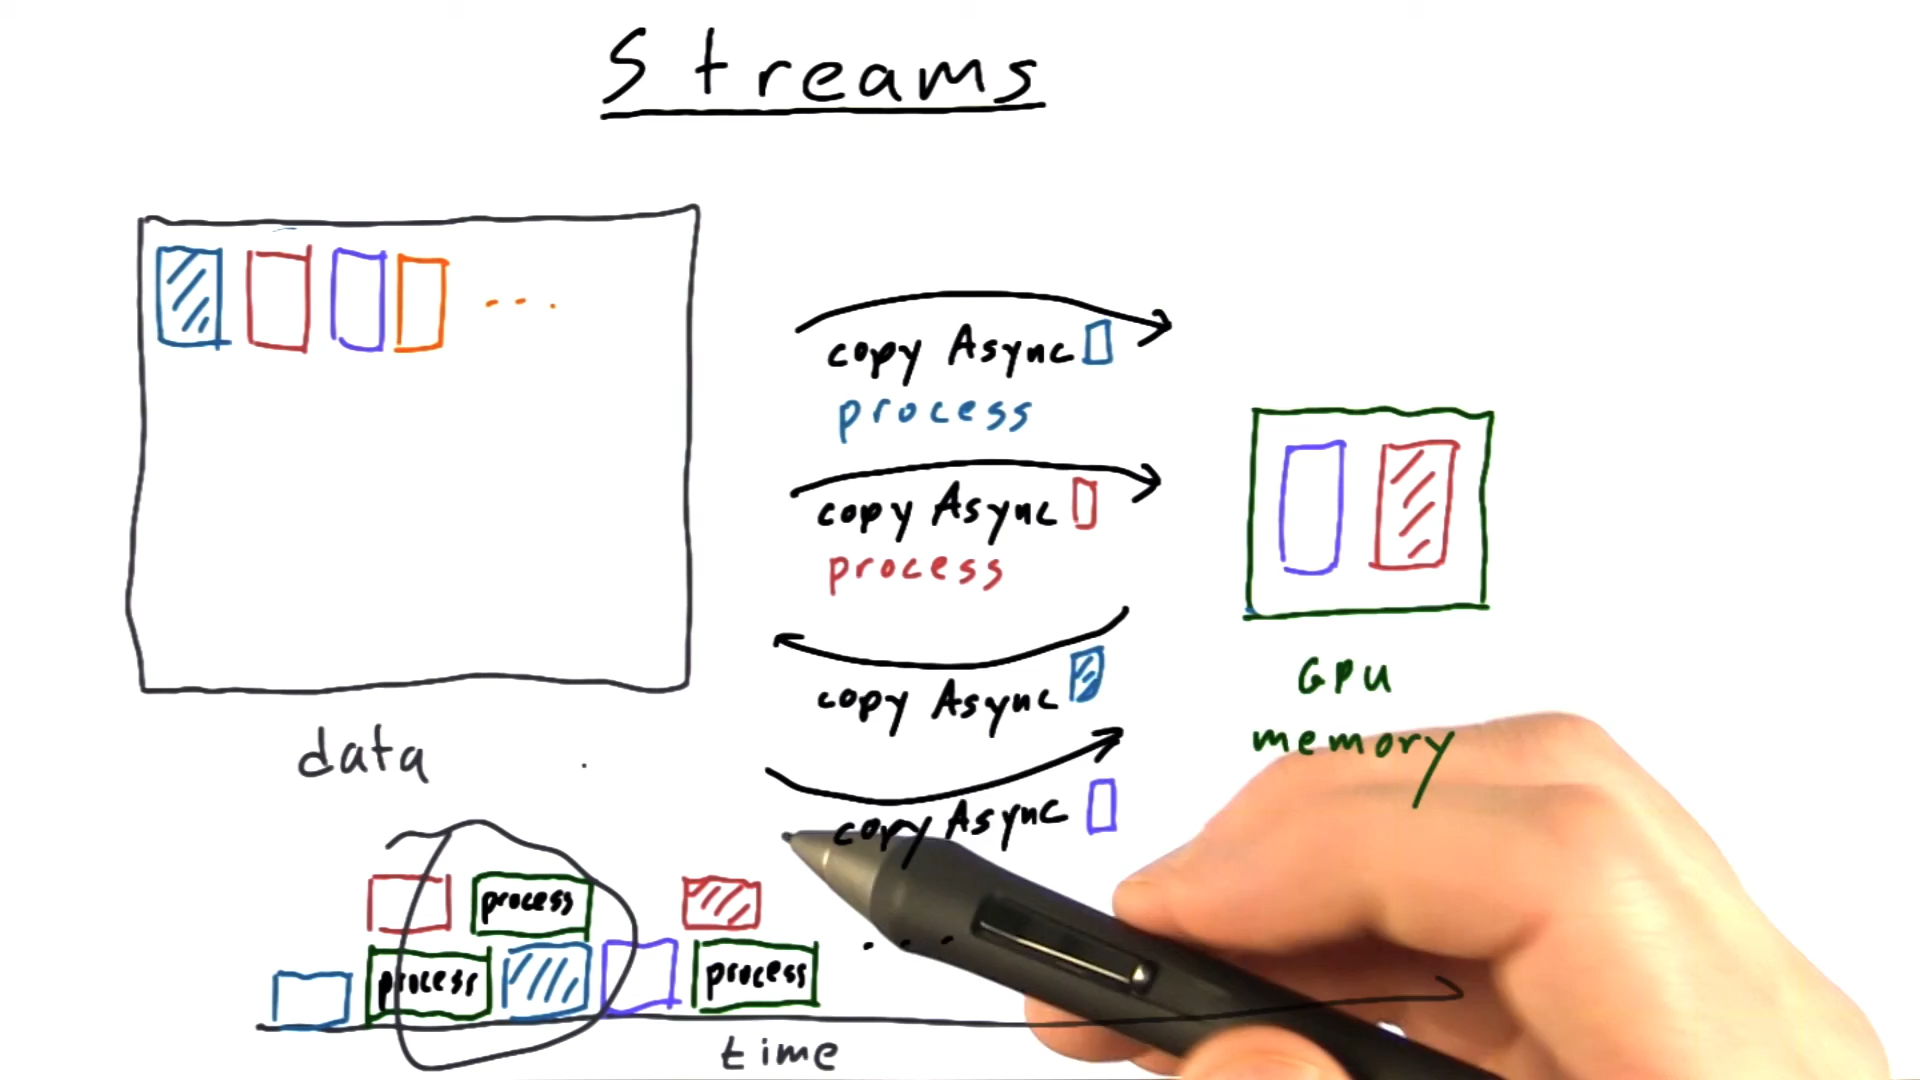 Streams
copy Async
process
copy Async
process
copy Async
copy Async
GPU
memory
data
process
process
process
time